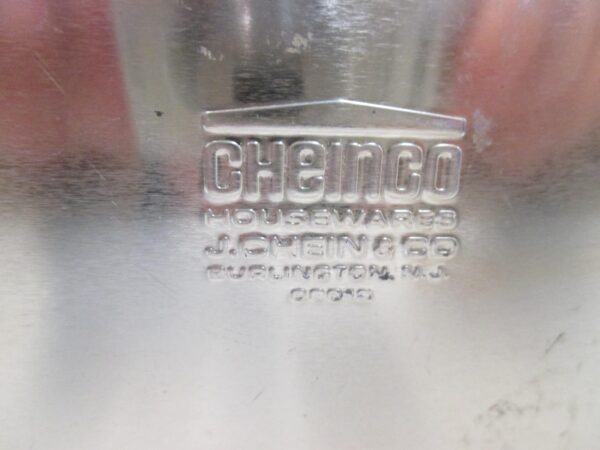 CHEINCO
HOUSEWARES
J. CHEIN & CO
BURLINGTON, N.J.